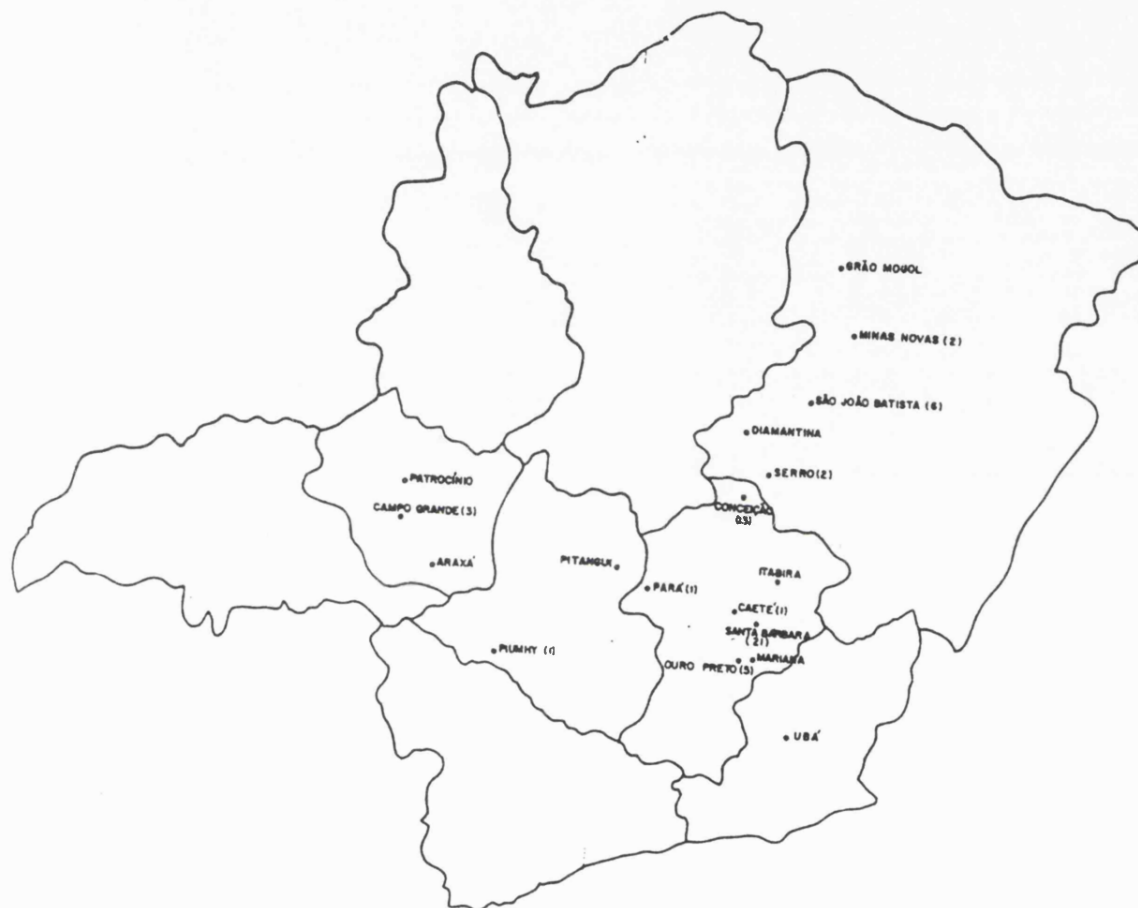 GRÃO MOGOL
MINAS NOVAS (2)
SÃO JOÃO BATISTA (6)
DIAMANTINA
SERRO (2)
PATROCÍNIO
CONCEIÇÃO
CAMPO GRANDE (3)
ARAXÁ
PITANGUI
ITABIRA
PARÁ (1)
CAETÉ (1)
SANTA BÁRBARA
(21)
PIUMHY (1)
OURO PRETO (5)
MARIANA
UBÁ